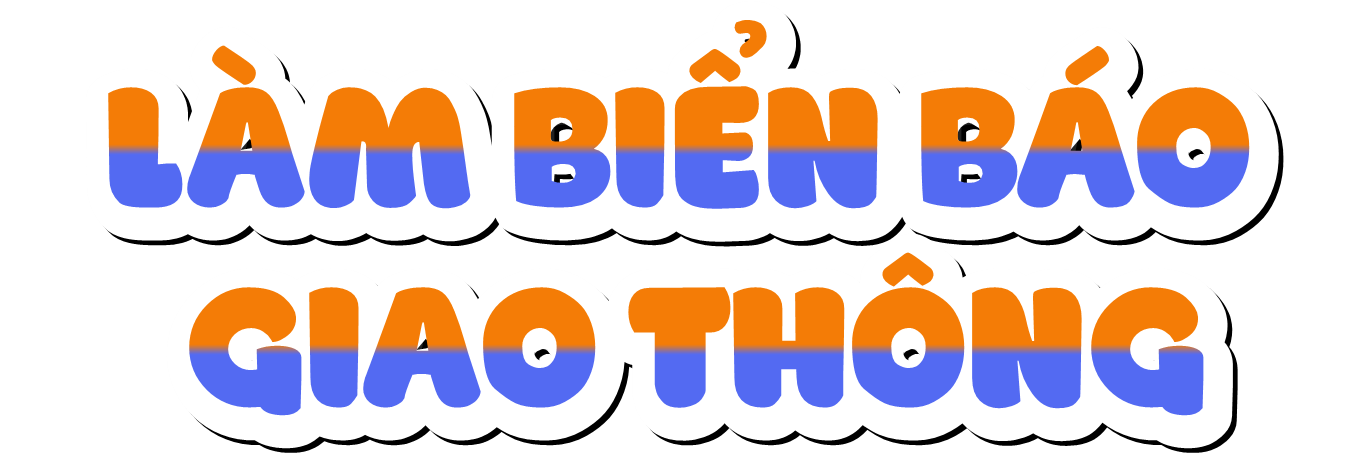 LÀM BIỂN BÁO
GIAO THÔNG